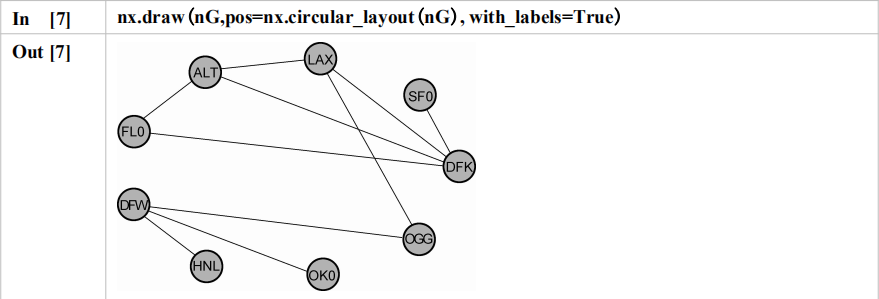 In [7] nx.draw(nG,pos=nx.circular_layout(nG), with_labels=True)
Out [7]
LAX
ALT
SF0
FL0
DFK
DFW
OGG
HNL
OK0